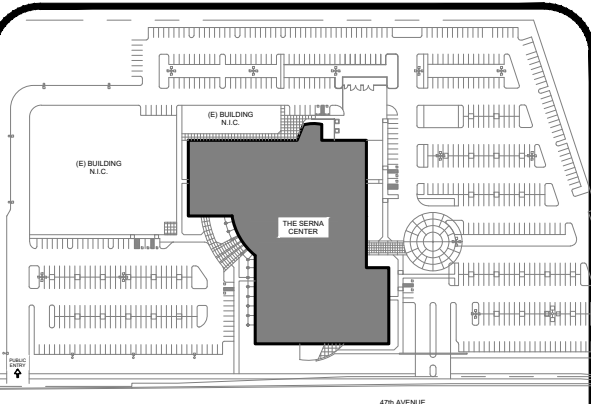 (E) BUILDING
N.I.C.
(E) BUILDING
N.I.C.
THE SERNA
CENTER
PUBLIC
ENTRY
47th AVENUE